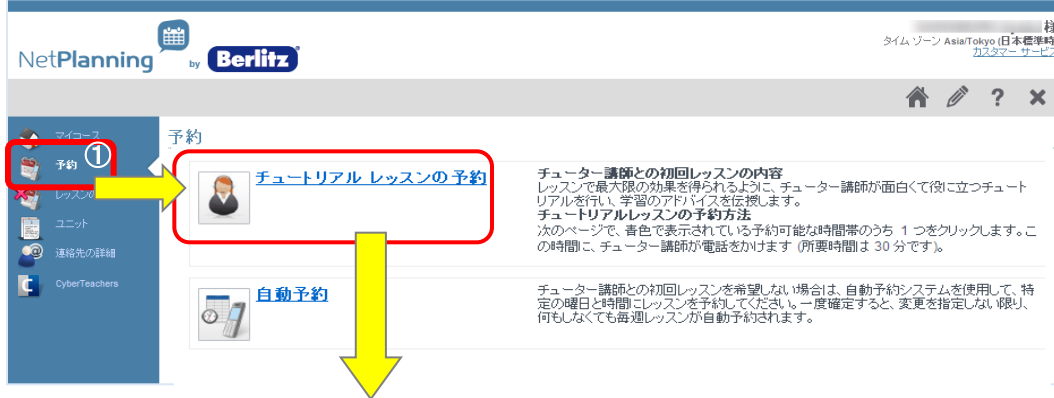 様
タイム ゾーン Asia/Tokyo (日本標準時
カスタマー サービス
NetPlanning by Berlitz
?
マイコース
予約
①
予約
レッスンの
ユニット
連絡先の詳細
CyberTeachers
チュートリアル レッスンの 予約
チューター講師との初回レッスンの内容
レッスンで最大限の効果を得られるように、チューター講師が面白くて役に立つチュート
リアルを行い、学習のアドバイスを伝授します。
チュートリアルレッスンの予約方法
次のページで、青色で表示されている予約可能な時間帯のうち 1 つをクリックします。こ
の時間に、チューター講師が電話をかけます (所要時間は 30 分です)。
自動予約
チューター講師との初回レッスンを希望しない場合は、自動予約システムを使用して、特
定の曜日と時間にレッスンを予約してください。一度確定すると、変更を指定しない限り、
何もしなくても毎週レッスンが自動予約されます。